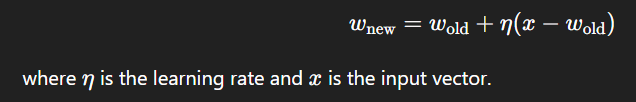 w_new = w_old + η(x − w_old)
where η is the learning rate and x is the input vector.